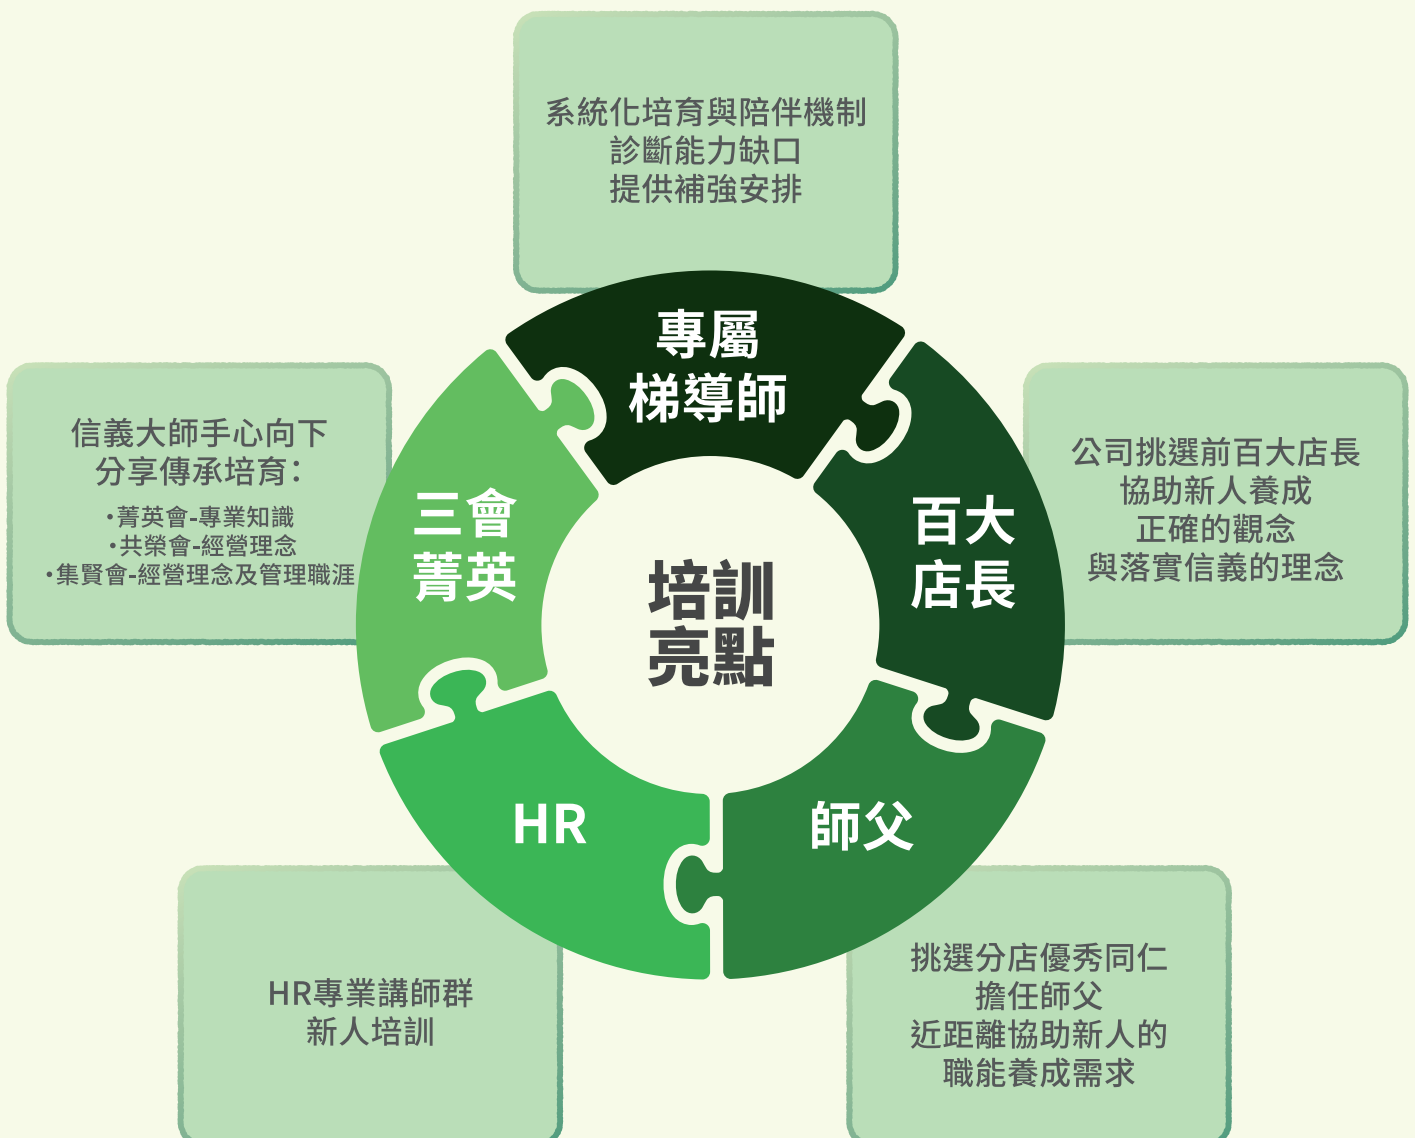 系統化培育與陪伴機制
診斷能力缺口
提供補強安排
專屬
梯導師
信義大師手心向下
分享傳承培育：
•菁英會-專業知識
•共榮會-經營理念
•集賢會-經營理念及管理職涯
三會
菁英
百大
店長
公司挑選前百大店長
協助新人養成
正確的觀念
與落實信義的理念
培訓
亮點
HR
師父
HR專業講師群
新人培訓
挑選分店優秀同仁
擔任師父
近距離協助新人的
職能養成需求